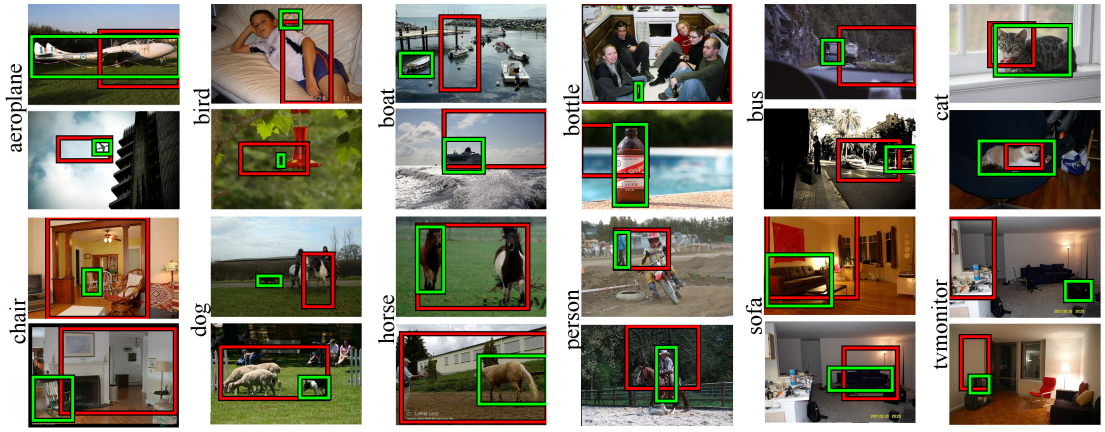 aeroplane
bird
boat
bottle
bus
cat
chair
dog
horse
person
sofa
tvmonitor